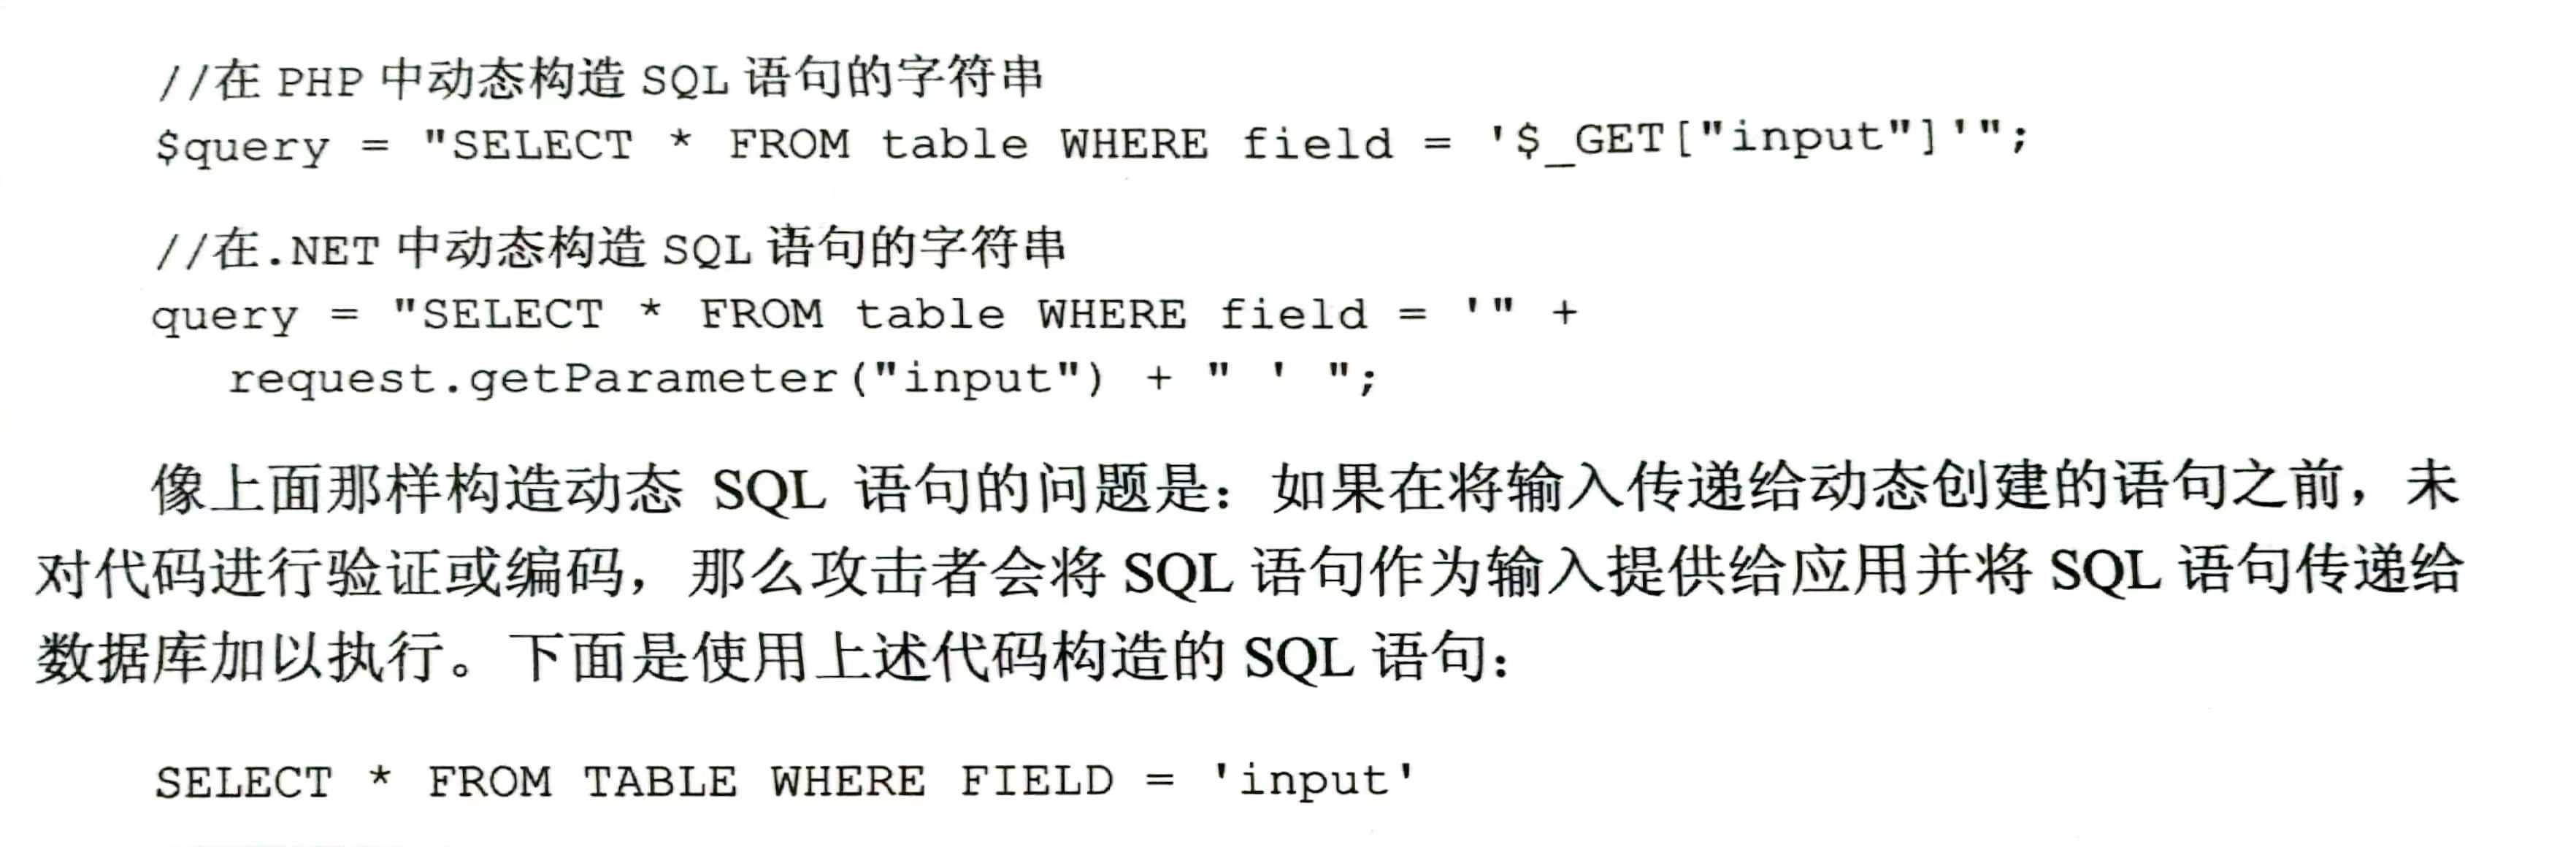 //在 PHP 中动态构造 SQL 语句的字符串
$query = "SELECT * FROM table WHERE field = '$_GET["input"]'";
//在.NET 中动态构造 SQL 语句的字符串
query = "SELECT * FROM table WHERE field = '" +
request.getParameter("input") + " ' ";
像上面那样构造动态 SQL 语句的问题是：如果在将输入传递给动态创建的语句之前，未
对代码进行验证或编码，那么攻击者会将 SQL 语句作为输入提供给应用并将 SQL 语句传递给
数据库加以执行。下面是使用上述代码构造的 SQL 语句：
SELECT * FROM TABLE WHERE FIELD = 'input'